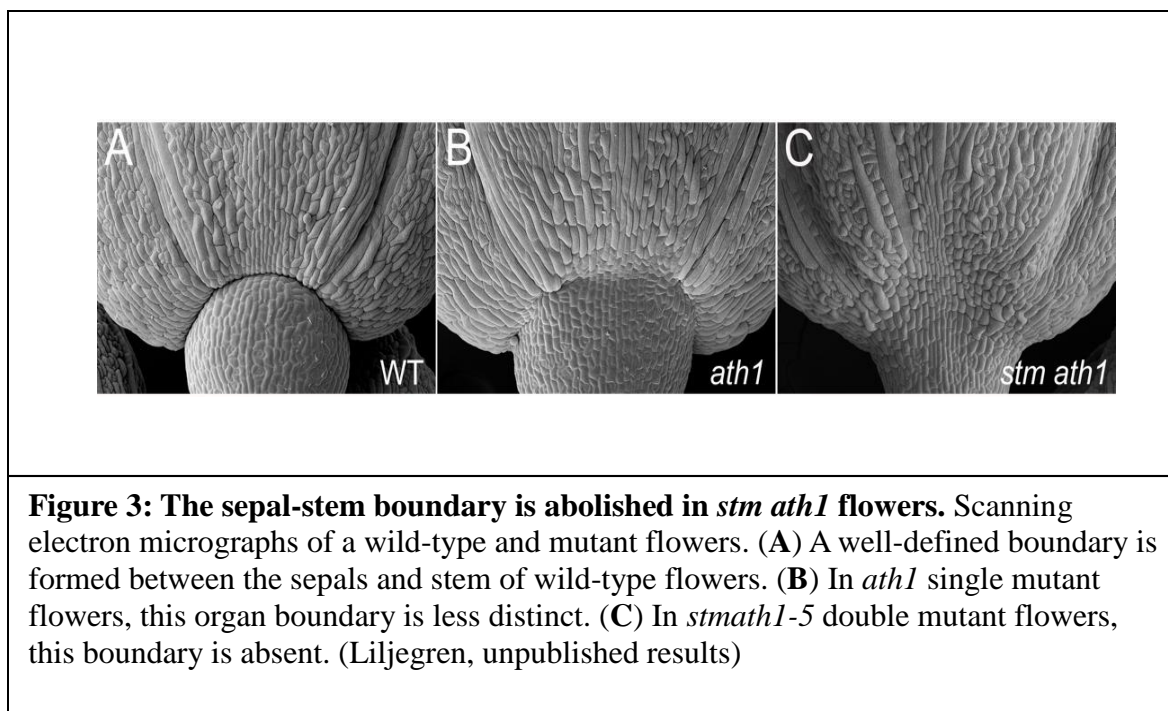 A
B
C
WT
ath1
stm ath1
Figure 3: The sepal-stem boundary is abolished in stm ath1 flowers. Scanning
electron micrographs of a wild-type and mutant flowers. (A) A well-defined boundary is
formed between the sepals and stem of wild-type flowers. (B) In ath1 single mutant
flowers, this organ boundary is less distinct. (C) In stmath1-5 double mutant flowers,
this boundary is absent. (Liljegren, unpublished results)